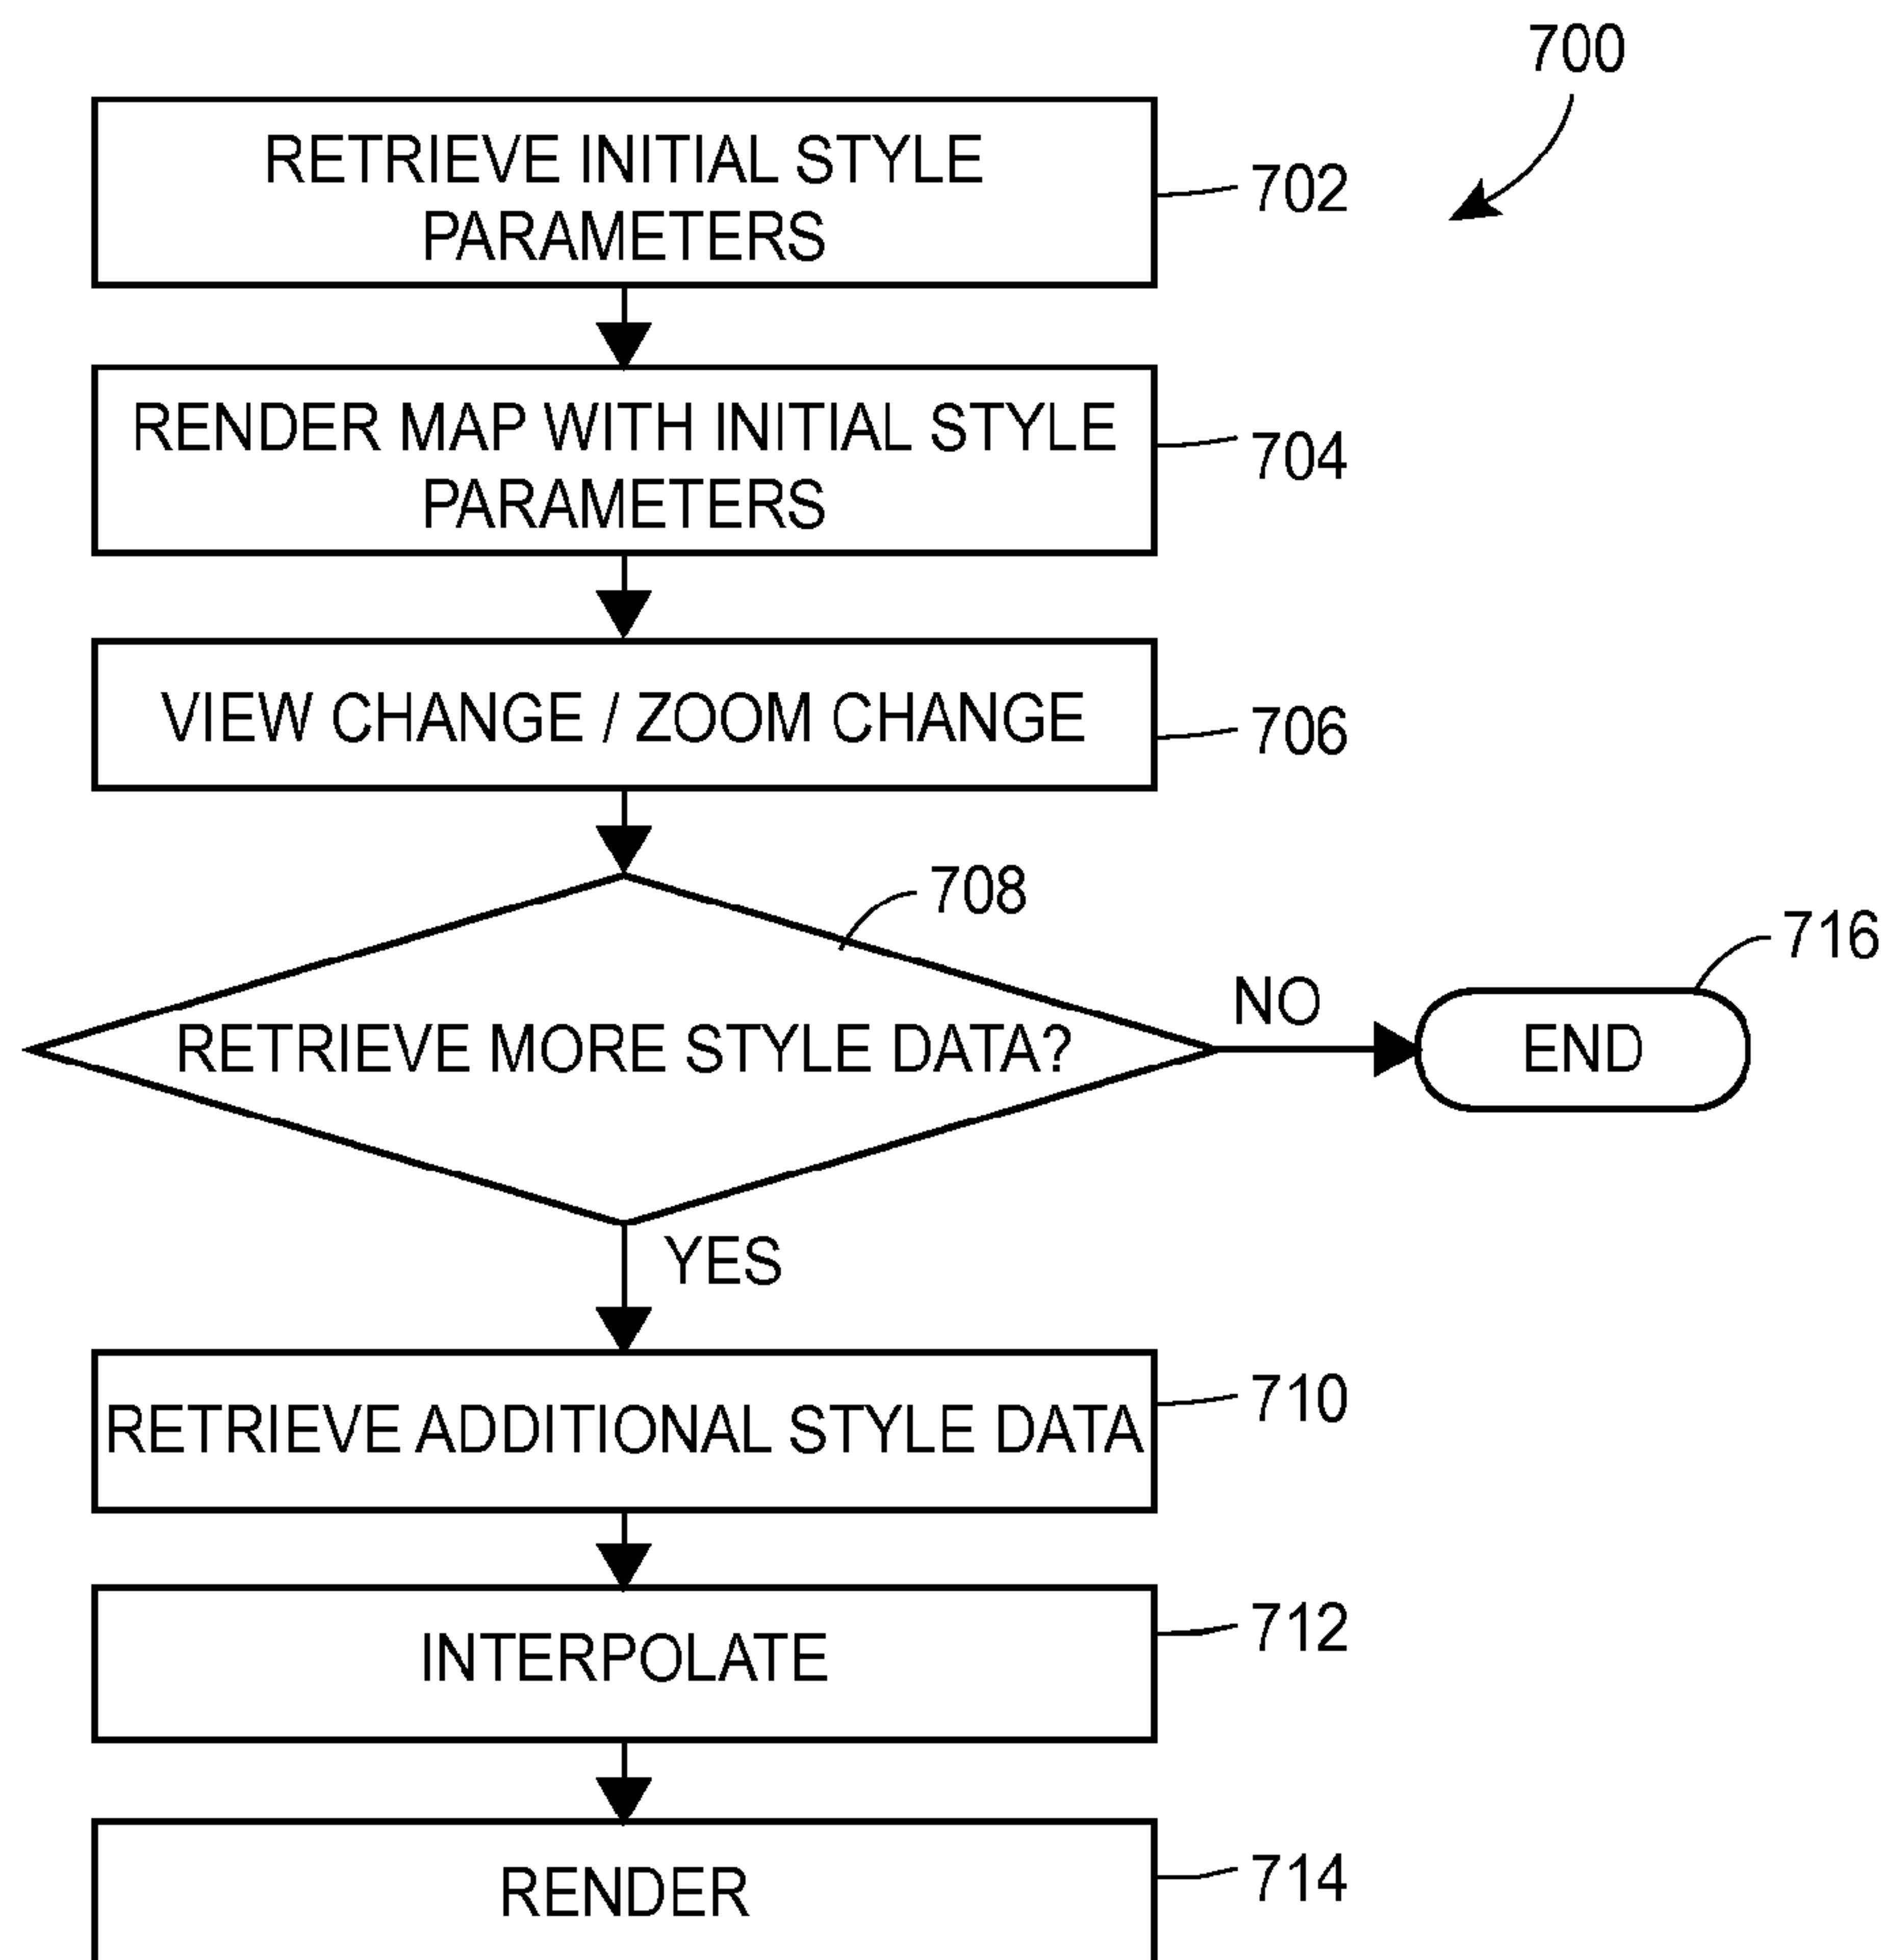 700
RETRIEVE INITIAL STYLE
PARAMETERS
702
RENDER MAP WITH INITIAL STYLE
PARAMETERS
704
VIEW CHANGE / ZOOM CHANGE
706
708
RETRIEVE MORE STYLE DATA?
NO
716
END
YES
RETRIEVE ADDITIONAL STYLE DATA
710
INTERPOLATE
712
RENDER
714